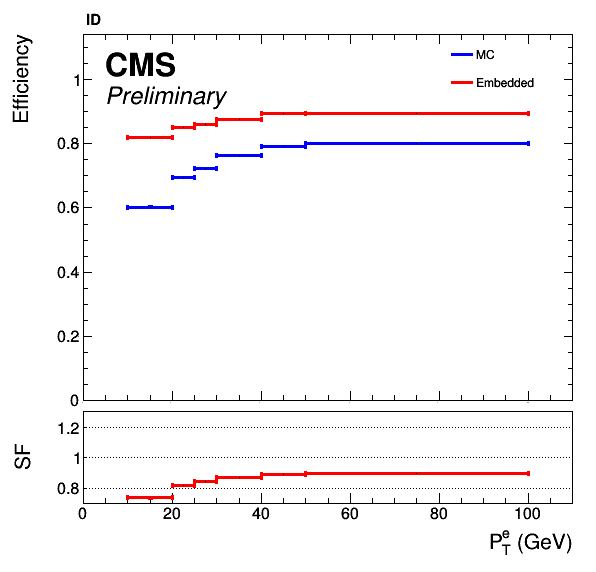 ID
CMS
Preliminary
MC
Embedded
Efficiency
1
0.8
0.6
0.4
0.2
0
SF
1.2
1
0.8
0 20 40 60 80 100
P_T^e (GeV)